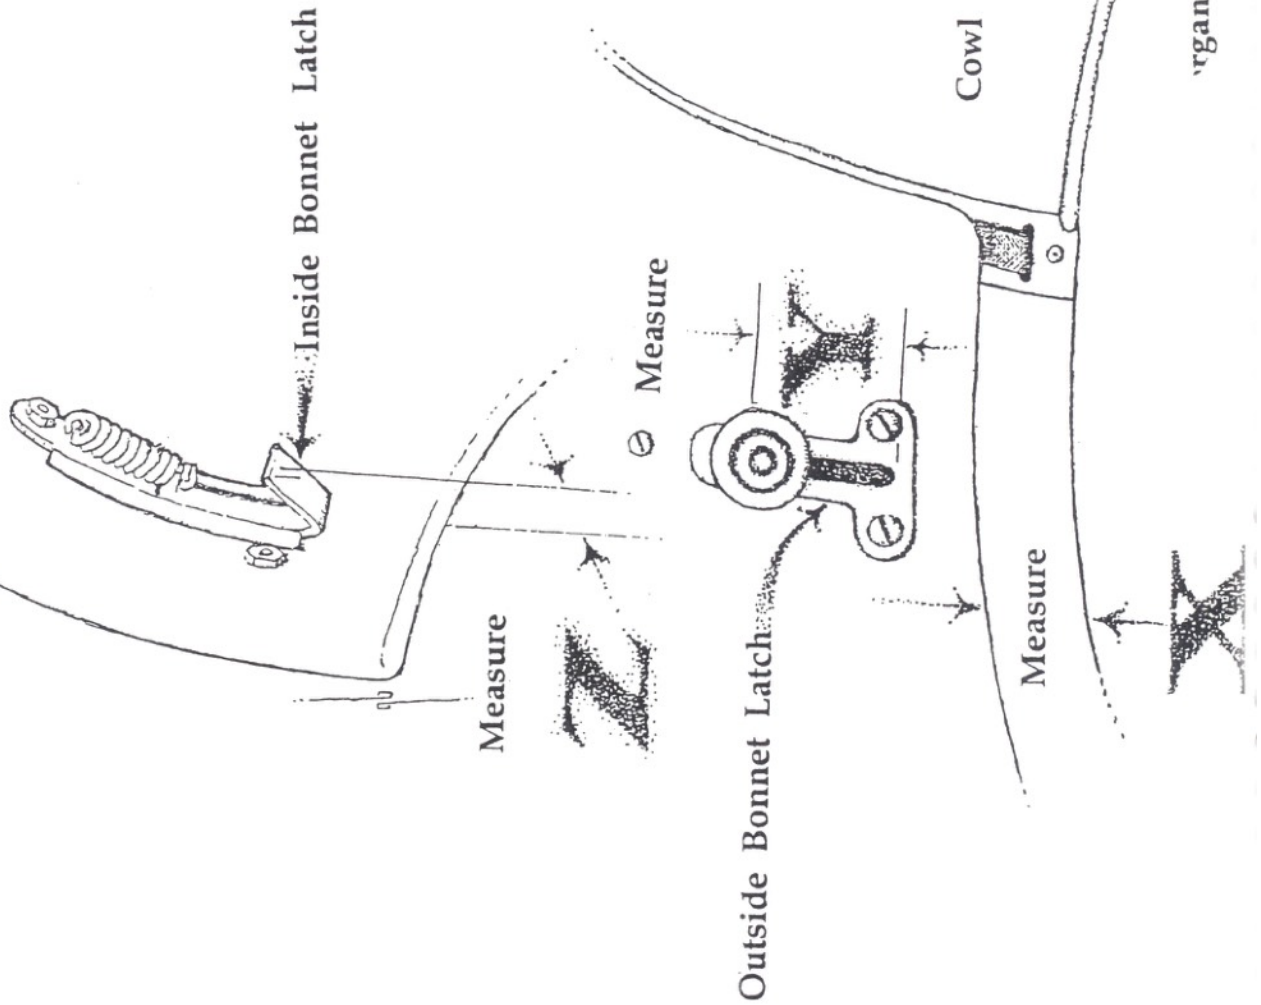 Inside Bonnet Latch
Measure
Z
Measure
Y
Outside Bonnet Latch
Cowl
Measure
X